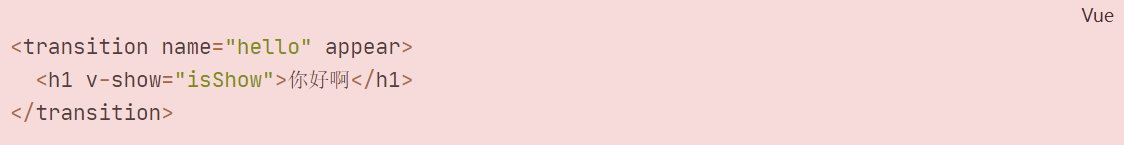 Vue
<transition name="hello" appear>
  <h1 v-show="isShow">你好啊</h1>
</transition>